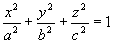 x²/a² + y²/b² + z²/c² = 1